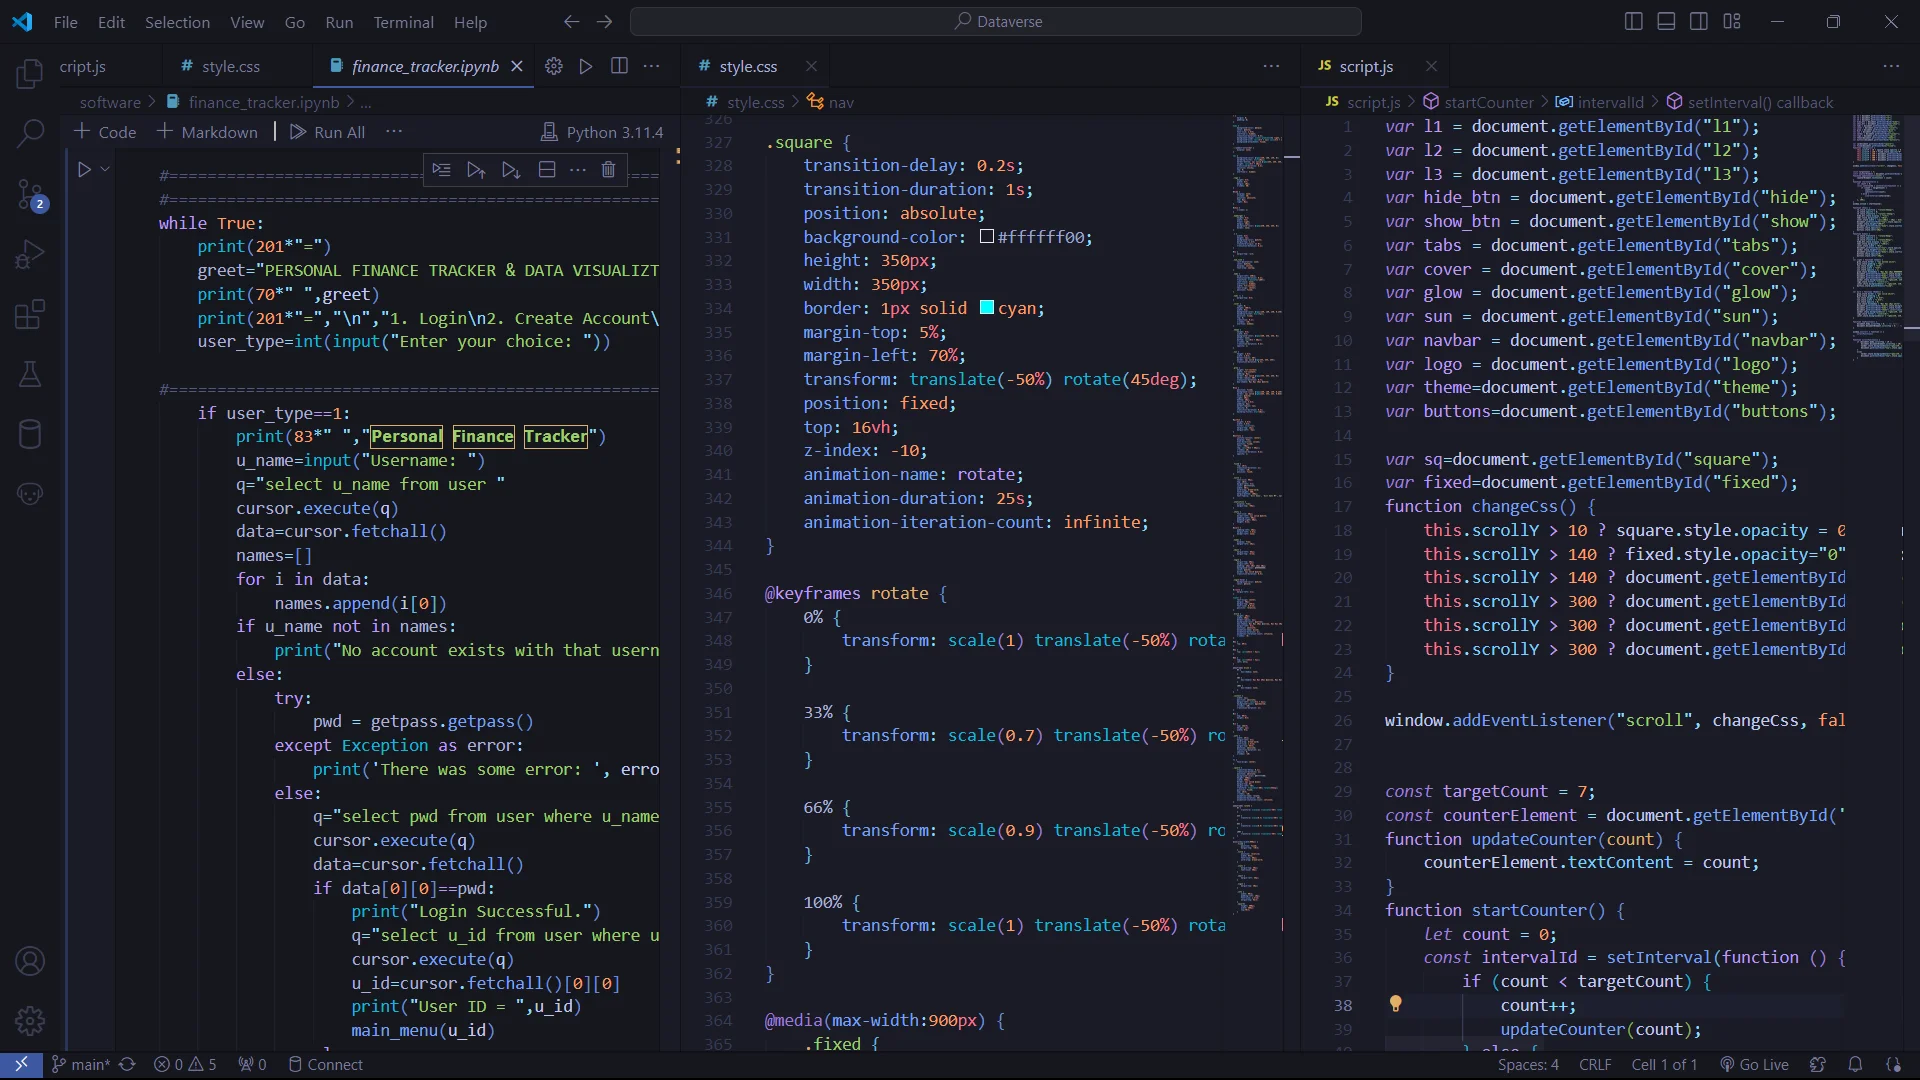 File Edit Selection View Go Run Terminal Help
Dataverse
cript.js
# style.css
finance_tracker.ipynb
software > finance_tracker.ipynb > ...
+ Code + Markdown | Run All ...
Python 3.11.4
#==================================================
#==================================================
while True:
print(201*"=")
greet="PERSONAL FINANCE TRACKER & DATA VISUALIZT
print(70*" ",greet)
print(201*"=","\n","1. Login\n2. Create Account\
user_type=int(input("Enter your choice: "))
#==================================================
if user_type==1:
print(83*" ","Personal Finance Tracker")
u_name=input("Username: ")
q="select u_name from user "
cursor.execute(q)
data=cursor.fetchall()
names=[]
for i in data:
names.append(i[0])
if u_name not in names:
print("No account exists with that usern
else:
try:
pwd = getpass.getpass()
except Exception as error:
print('There was some error: ', erro
else:
q="select pwd from user where u_name
cursor.execute(q)
data=cursor.fetchall()
if data[0][0]==pwd:
print("Login Successful.")
q="select u_id from user where u
cursor.execute(q)
u_id=cursor.fetchall()[0][0]
print("User ID = ",u_id)
main_menu(u_id)
# style.css
# style.css > nav
326
327 .square {
328 transition-delay: 0.2s;
329 transition-duration: 1s;
330 position: absolute;
331 background-color: #ffffff00;
332 height: 350px;
333 width: 350px;
334 border: 1px solid cyan;
335 margin-top: 5%;
336 margin-left: 70%;
337 transform: translate(-50%) rotate(45deg);
338 position: fixed;
339 top: 16vh;
340 z-index: -10;
341 animation-name: rotate;
342 animation-duration: 25s;
343 animation-iteration-count: infinite;
344 }
345
346 @keyframes rotate {
347 0% {
348 transform: scale(1) translate(-50%) rota
349 }
350
351 33% {
352 transform: scale(0.7) translate(-50%) ro
353 }
354
355 66% {
356 transform: scale(0.9) translate(-50%) ro
357 }
358
359 100% {
360 transform: scale(1) translate(-50%) rota
361 }
362 }
363
364 @media(max-width:900px) {
365 .fixed {
JS script.js
JS script.js > startCounter > intervalId > setInterval() callback
1 var l1 = document.getElementById("l1");
2 var l2 = document.getElementById("l2");
3 var l3 = document.getElementById("l3");
4 var hide_btn = document.getElementById("hide");
5 var show_btn = document.getElementById("show");
6 var tabs = document.getElementById("tabs");
7 var cover = document.getElementById("cover");
8 var glow = document.getElementById("glow");
9 var sun = document.getElementById("sun");
10 var navbar = document.getElementById("navbar");
11 var logo = document.getElementById("logo");
12 var theme=document.getElementById("theme");
13 var buttons=document.getElementById("buttons");
14
15 var sq=document.getElementById("square");
16 var fixed=document.getElementById("fixed");
17 function changeCss() {
18 this.scrollY > 10 ? square.style.opacity = 0
19 this.scrollY > 140 ? fixed.style.opacity="0"
20 this.scrollY > 140 ? document.getElementById
21 this.scrollY > 300 ? document.getElementById
22 this.scrollY > 300 ? document.getElementById
23 this.scrollY > 300 ? document.getElementById
24 }
25
26 window.addEventListener("scroll", changeCss, fal
27
28
29 const targetCount = 7;
30 const counterElement = document.getElementById('
31 function updateCounter(count) {
32 counterElement.textContent = count;
33 }
34 function startCounter() {
35 let count = 0;
36 const intervalId = setInterval(function () {
37 if (count < targetCount) {
38 count++;
39 updateCounter(count);
40 } else {
2
main* 0 5 0 Connect
Spaces: 4 CRLF Cell 1 of 1 Go Live